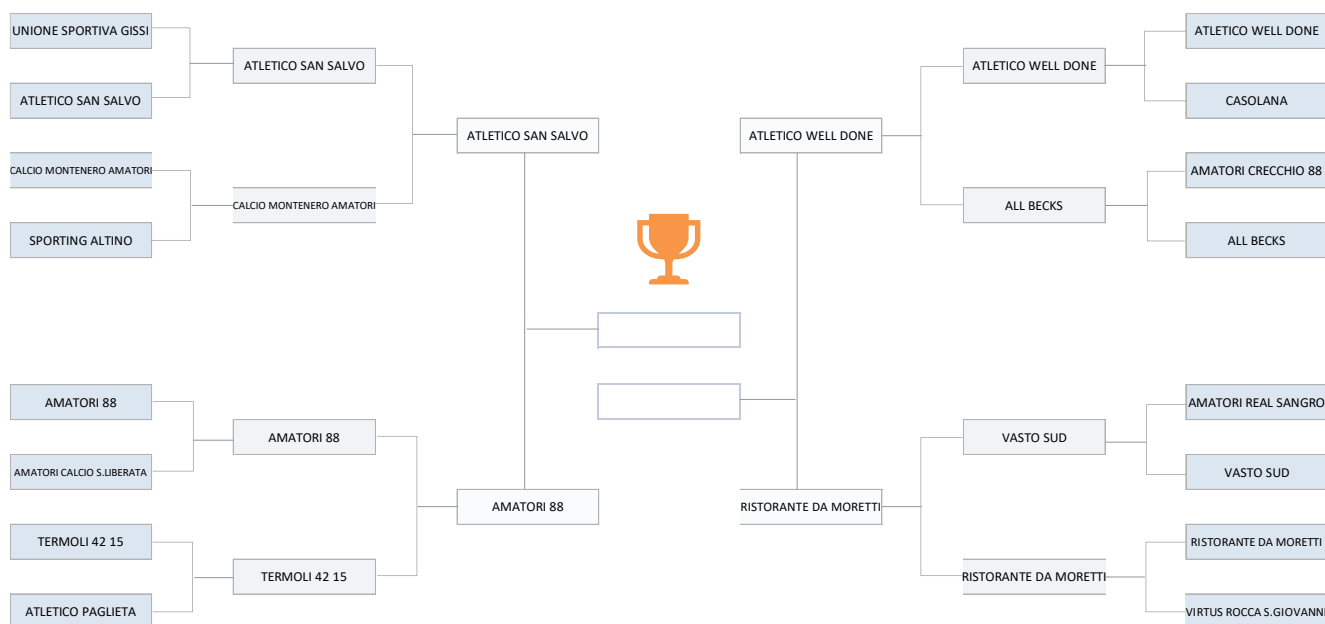 UNIONE SPORTIVA GISSI
ATLETICO SAN SALVO
CALCIO MONTENERO AMATORI
SPORTING ALTINO
AMATORI 88
AMATORI CALCIO S.LIBERATA
TERMOLI 42 15
ATLETICO PAGLIETA
ATLETICO SAN SALVO
CALCIO MONTENERO AMATORI
AMATORI 88
TERMOLI 42 15
ATLETICO SAN SALVO
AMATORI 88
ATLETICO WELL DONE
RISTORANTE DA MORETTI
ATLETICO WELL DONE
ALL BECKS
VASTO SUD
RISTORANTE DA MORETTI
ATLETICO WELL DONE
CASOLANA
AMATORI CRECCHIO 88
ALL BECKS
AMATORI REAL SANGRO
VASTO SUD
RISTORANTE DA MORETTI
VIRTUS ROCCA S.GIOVANNI